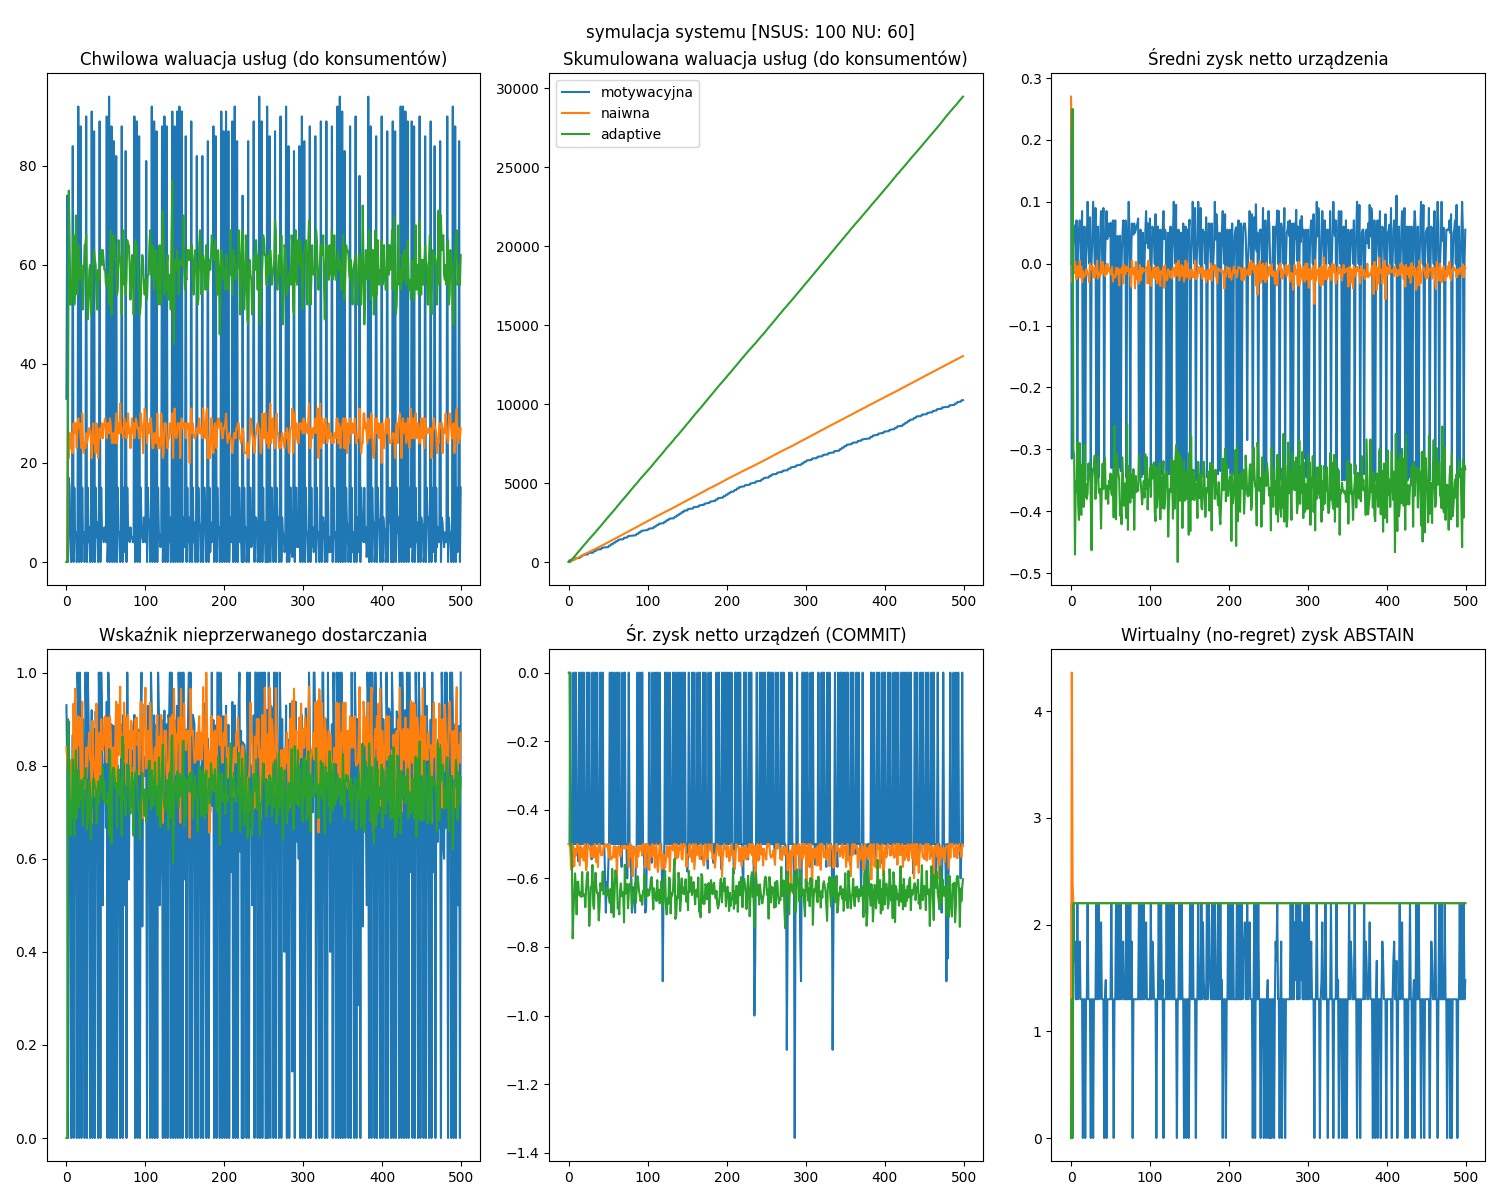 symulacja systemu [NSUS: 100 NU: 60]
Chwilowa waluacja usług (do konsumentów)
80
60
40
20
0
0 100 200 300 400 500
Skumulowana waluacja usług (do konsumentów)
motywacyjna
naiwna
adaptive
30000
25000
20000
15000
10000
5000
0
0 100 200 300 400 500
Średni zysk netto urządzenia
0.3
0.2
0.1
0.0
−0.1
−0.2
−0.3
−0.4
−0.5
0 100 200 300 400 500
Wskaźnik nieprzerwanego dostarczania
1.0
0.8
0.6
0.4
0.2
0.0
0 100 200 300 400 500
Śr. zysk netto urządzeń (COMMIT)
0.0
−0.2
−0.4
−0.6
−0.8
−1.0
−1.2
−1.4
0 100 200 300 400 500
Wirtualny (no-regret) zysk ABSTAIN
4
3
2
1
0
0 100 200 300 400 500